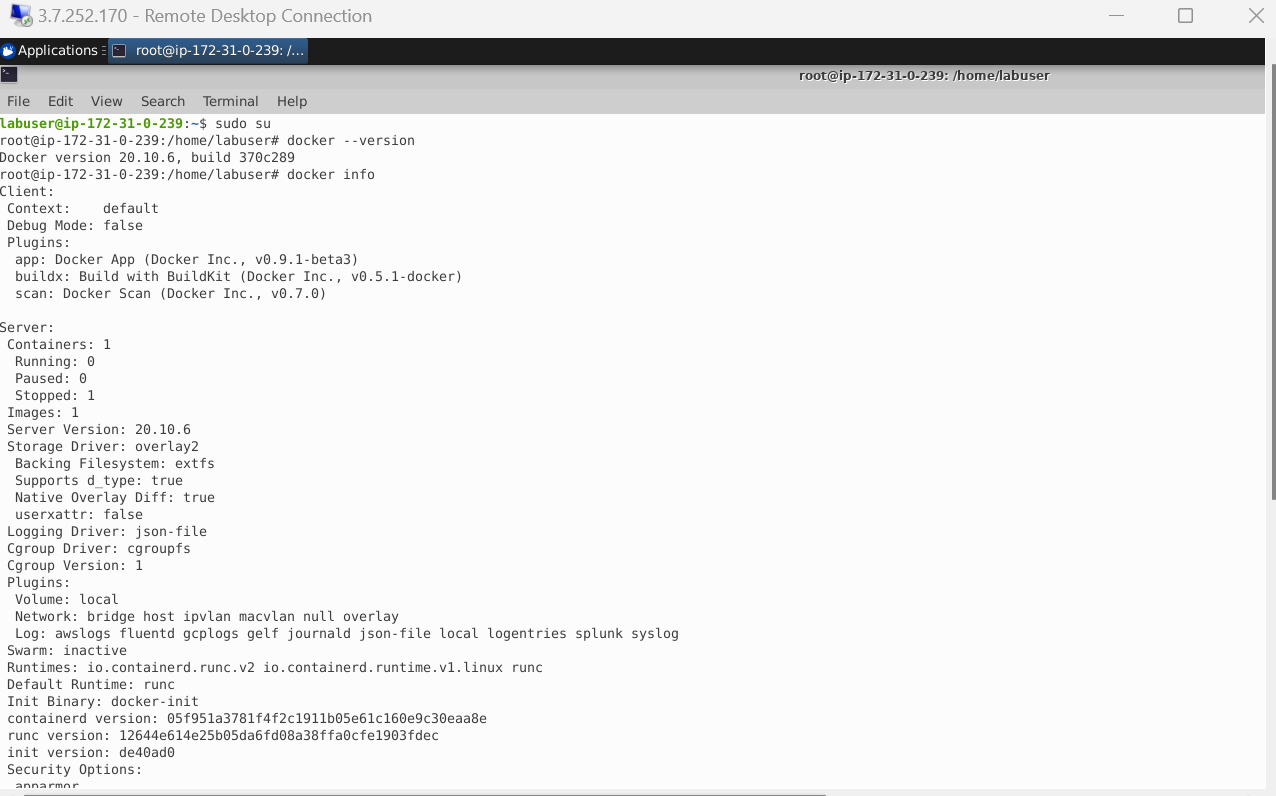 3.7.252.170 - Remote Desktop Connection
Applications root@ip-172-31-0-239: /...
root@ip-172-31-0-239: /home/labuser
File Edit View Search Terminal Help
labuser@ip-172-31-0-239:~$ sudo su
root@ip-172-31-0-239:/home/labuser# docker --version
Docker version 20.10.6, build 370c289
root@ip-172-31-0-239:/home/labuser# docker info
Client:
 Context:    default
 Debug Mode: false
 Plugins:
  app: Docker App (Docker Inc., v0.9.1-beta3)
  buildx: Build with BuildKit (Docker Inc., v0.5.1-docker)
  scan: Docker Scan (Docker Inc., v0.7.0)

Server:
 Containers: 1
  Running: 0
  Paused: 0
  Stopped: 1
 Images: 1
 Server Version: 20.10.6
 Storage Driver: overlay2
  Backing Filesystem: extfs
  Supports d_type: true
  Native Overlay Diff: true
  userxattr: false
 Logging Driver: json-file
 Cgroup Driver: cgroupfs
 Cgroup Version: 1
 Plugins:
  Volume: local
  Network: bridge host ipvlan macvlan null overlay
  Log: awslogs fluentd gcplogs gelf journald json-file local logentries splunk syslog
 Swarm: inactive
 Runtimes: io.containerd.runc.v2 io.containerd.runtime.v1.linux runc
 Default Runtime: runc
 Init Binary: docker-init
 containerd version: 05f951a3781f4f2c1911b05e61c160e9c30eaa8e
 runc version: 12644e614e25b05da6fd08a38ffa0cfe1903fdec
 init version: de40ad0
 Security Options:
  apparmor